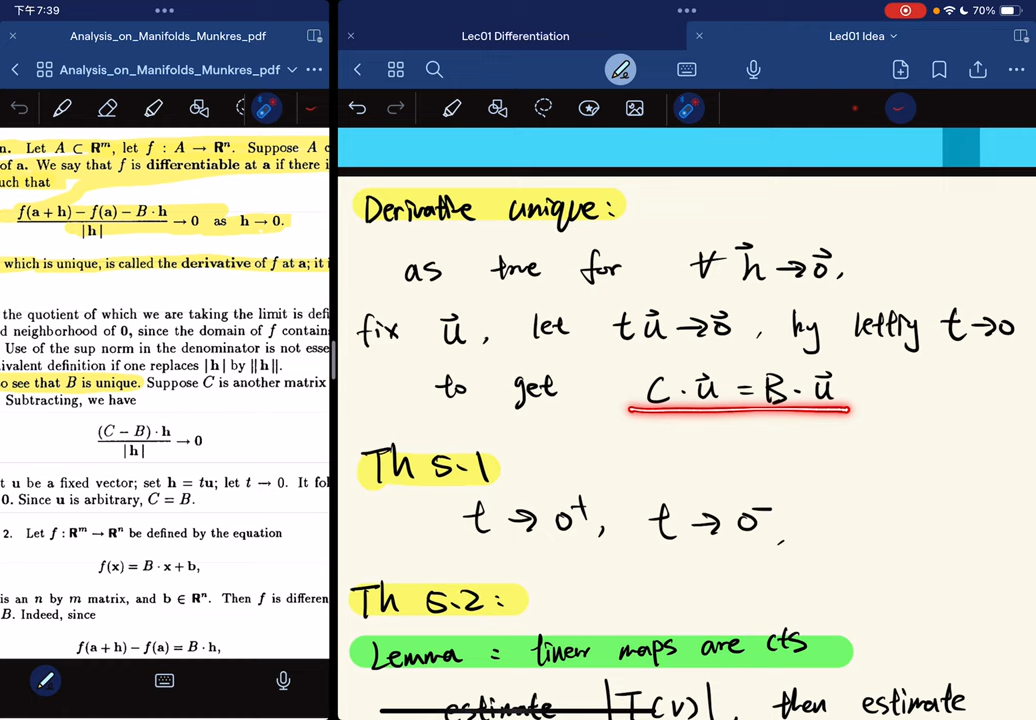 下午7:39
70%
Analysis_on_Manifolds_Munkres_pdf
Lec01 Differentiation
Led01 Idea
Analysis_on_Manifolds_Munkres_pdf
n. Let A ⊂ Rᵐ, let f : A → Rⁿ. Suppose A c
of a. We say that f is differentiable at a if there i
uch that
f(a + h) − f(a) − B · h
|h|
→ 0 as h → 0.
which is unique, is called the derivative of f at a; it i
the quotient of which we are taking the limit is defi
d neighborhood of 0, since the domain of f contain
Use of the sup norm in the denominator is not esse
ivalent definition if one replaces |h| by ||h||.
o see that B is unique. Suppose C is another matrix
Subtracting, we have
(C − B) · h
|h|
→ 0
t u be a fixed vector; set h = tu; let t → 0. It fol
0. Since u is arbitrary, C = B.
2. Let f : Rᵐ → Rⁿ be defined by the equation
f(x) = B · x + b,
is an n by m matrix, and b ∈ Rⁿ. Then f is differen
B. Indeed, since
f(a + h) − f(a) = B · h,
Derivative unique:
as true for ∀ h⃗ → 0⃗,
fix u⃗, let tu⃗ → 0⃗, by letting t → 0
to get C · u⃗ = B · u⃗
Th 5-1
t → 0⁺, t → 0⁻,
Th 5.2:
Lemma = linear maps are cts
estimate |T(v)|, then estimate